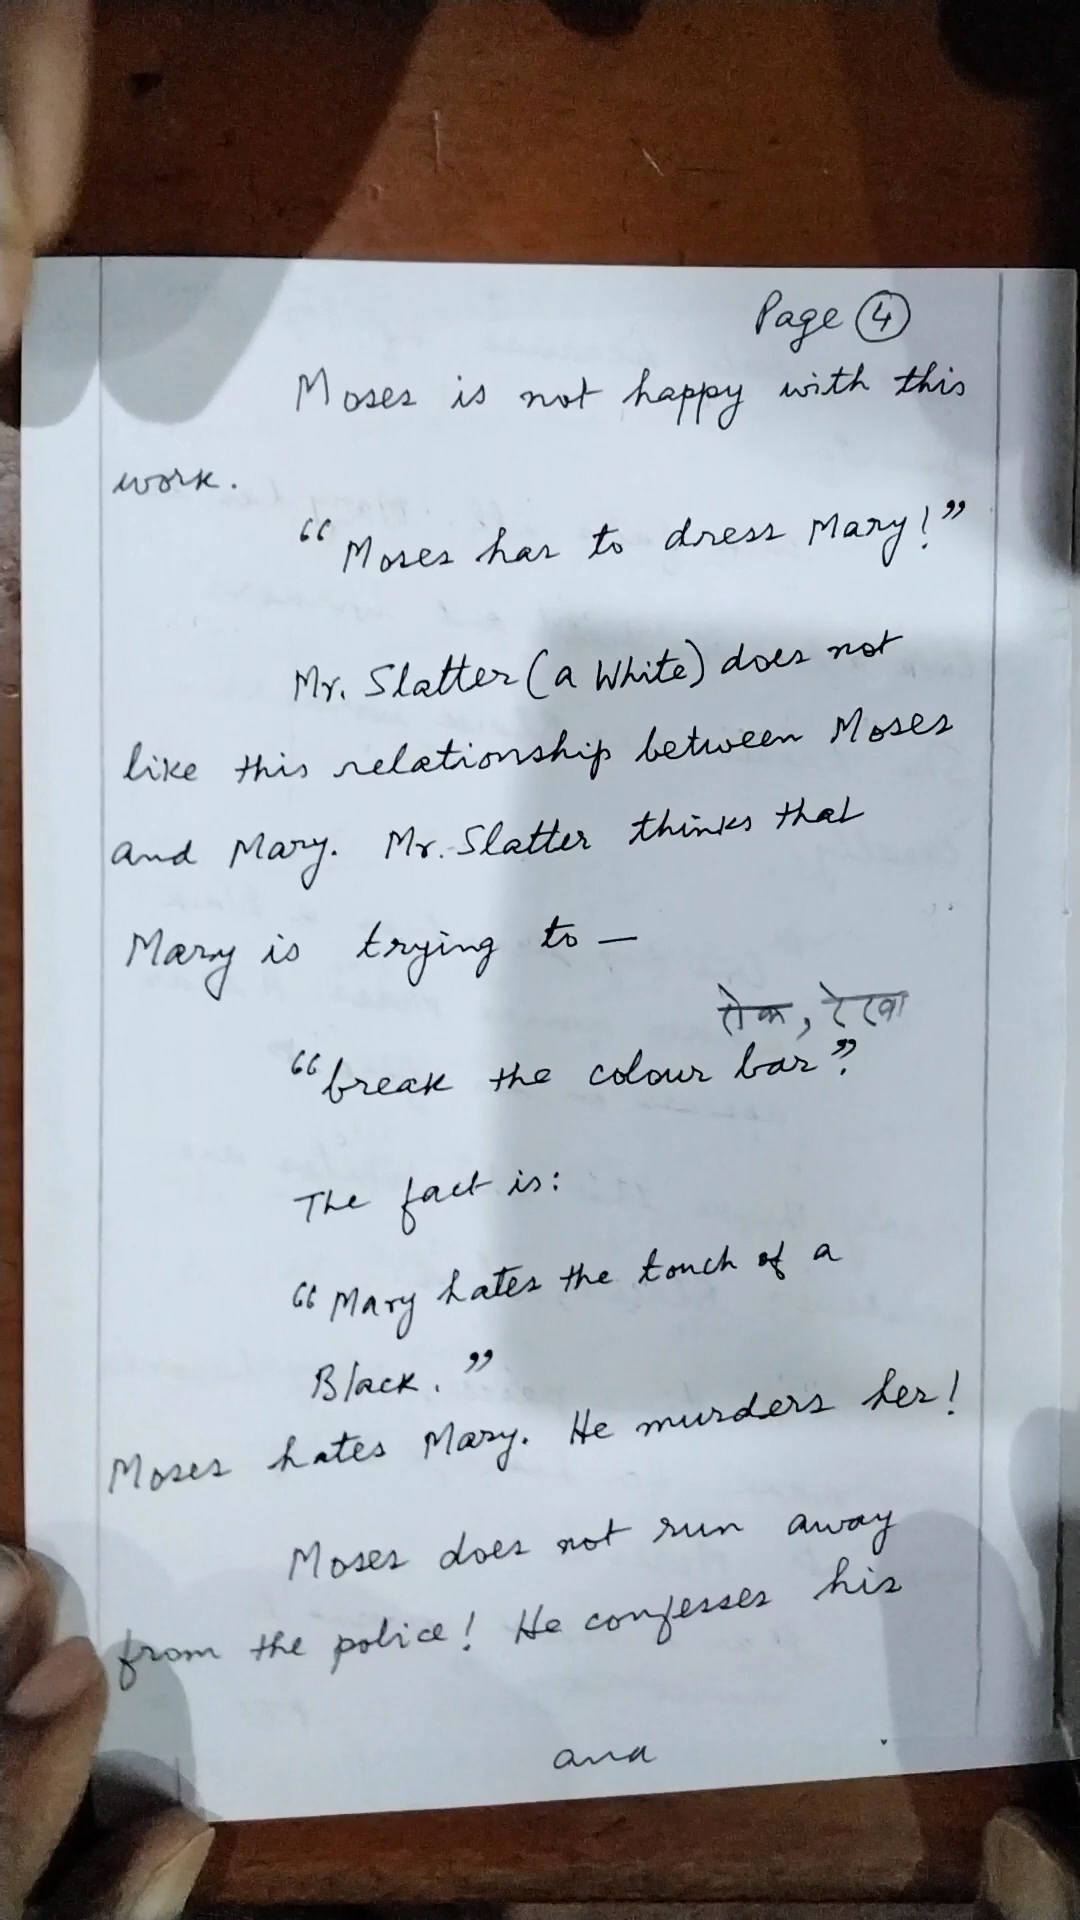 Page 4
Moses is not happy with this
work.
“Moses has to dress Mary!”
Mr. Slatter (a White) does not
like this relationship between Moses
and Mary. Mr. Slatter thinks that
Mary is trying to —
रोक, रेखा
“break the colour bar”.
The fact is:
“Mary hates the touch of a
Black.”
Moses hates Mary. He murders her!
Moses does not run away
from the police! He confesses his
and